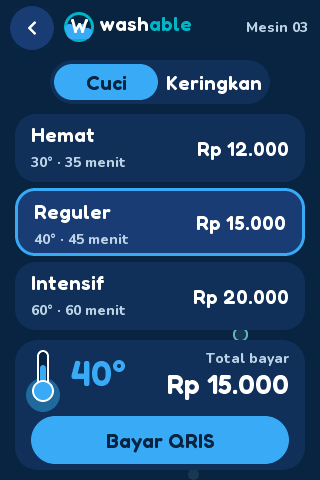 washable
Mesin 03
Cuci
Keringkan
Hemat
30° · 35 menit
Rp 12.000
Reguler
40° · 45 menit
Rp 15.000
Intensif
60° · 60 menit
Rp 20.000
40°
Total bayar
Rp 15.000
Bayar QRIS